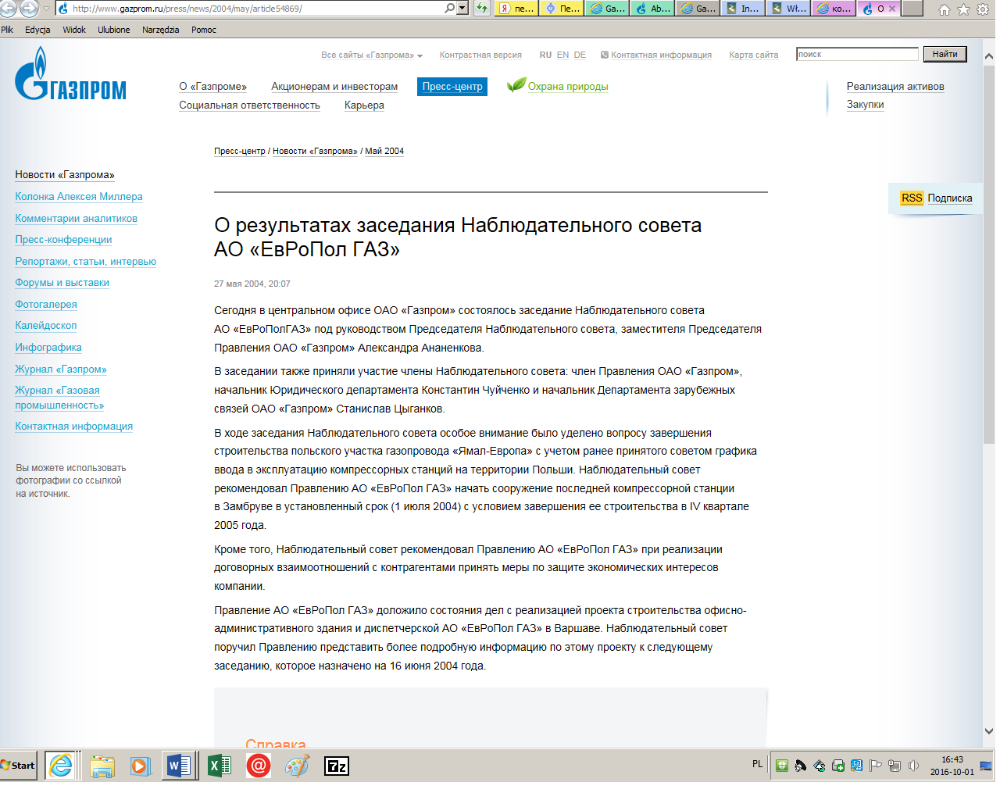 http://www.gazprom.ru/press/news/2004/may/article54869/
пе...
Пе...
Ga...
Ab...
Ga...
In...
Wł...
ко...
О
Plik Edycja Widok Ulubione Narzędzia Pomoc
ГАЗПРОМ
Все сайты «Газпрома»
Контрастная версия
RU EN DE
Контактная информация
Карта сайта
поиск
Найти
О «Газпроме» Акционерам и инвесторам Пресс-центр Охрана природы
Социальная ответственность Карьера
Реализация активов
Закупки
Пресс-центр / Новости «Газпрома» / Май 2004
Новости «Газпрома»
Колонка Алексея Миллера
Комментарии аналитиков
Пресс-конференции
Репортажи, статьи, интервью
Форумы и выставки
Фотогалерея
Калейдоскоп
Инфографика
Журнал «Газпром»
Журнал «Газовая
промышленность»
Контактная информация
Вы можете использовать
фотографии со ссылкой
на источник.
RSS Подписка
О результатах заседания Наблюдательного совета
АО «ЕвРоПол ГАЗ»
27 мая 2004, 20:07
Сегодня в центральном офисе ОАО «Газпром» состоялось заседание Наблюдательного совета
АО «ЕвРоПолГАЗ» под руководством Председателя Наблюдательного совета, заместителя Председателя
Правления ОАО «Газпром» Александра Ананенкова.
В заседании также приняли участие члены Наблюдательного совета: член Правления ОАО «Газпром»,
начальник Юридического департамента Константин Чуйченко и начальник Департамента зарубежных
связей ОАО «Газпром» Станислав Цыганков.
В ходе заседания Наблюдательного совета особое внимание было уделено вопросу завершения
строительства польского участка газопровода «Ямал-Европа» с учетом ранее принятого советом графика
ввода в эксплуатацию компрессорных станций на территории Польши. Наблюдательный совет
рекомендовал Правлению АО «ЕвРоПол ГАЗ» начать сооружение последней компрессорной станции
в Замбруве в установленный срок (1 июля 2004) с условием завершения ее строительства в IV квартале
2005 года.
Кроме того, Наблюдательный совет рекомендовал Правлению АО «ЕвРоПол ГАЗ» при реализации
договорных взаимоотношений с контрагентами принять меры по защите экономических интересов
компании.
Правление АО «ЕвРоПол ГАЗ» доложило состояния дел с реализацией проекта строительства офисно-
административного здания и диспетчерской АО «ЕвРоПол ГАЗ» в Варшаве. Наблюдательный совет
поручил Правлению представить более подробную информацию по этому проекту к следующему
заседанию, которое назначено на 16 июня 2004 года.
Справка
Start
PL
16:43
2016-10-01